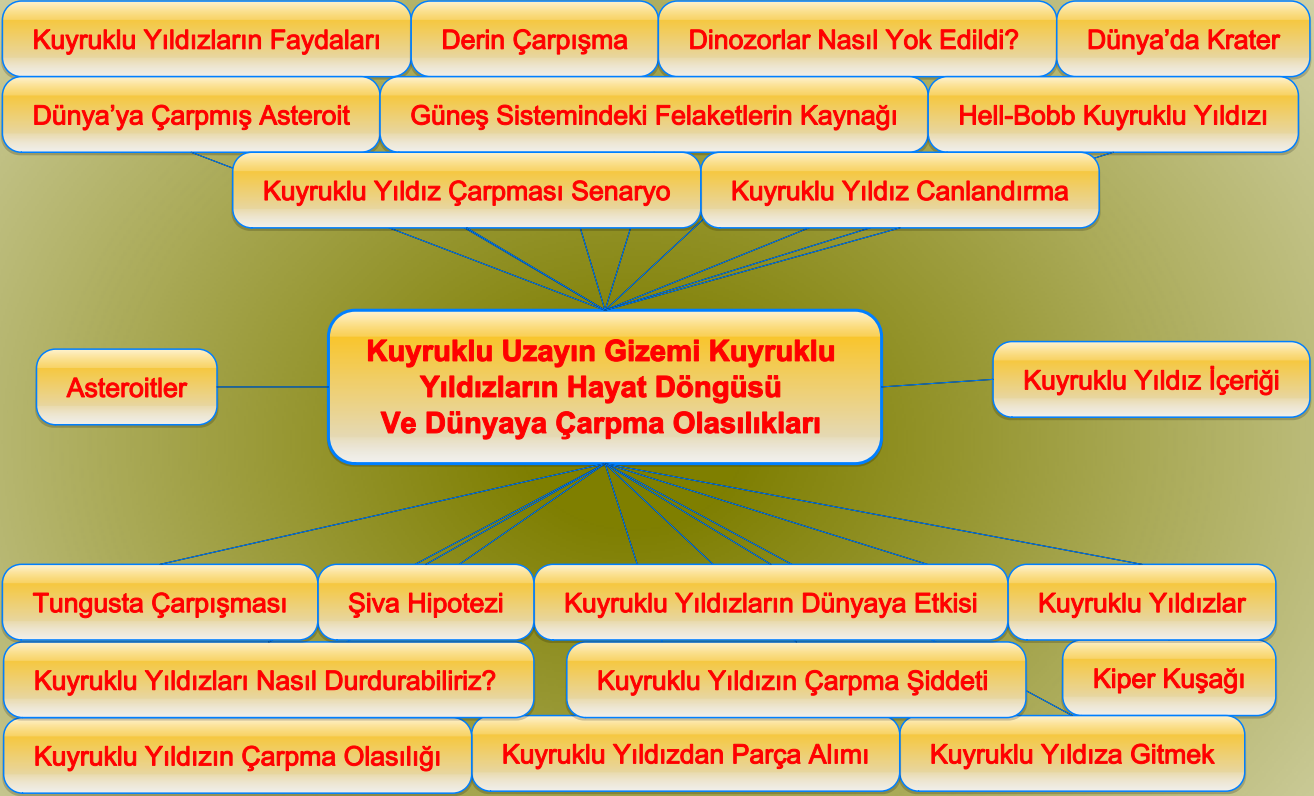 Kuyruklu Yıldızların Faydaları
Derin Çarpışma
Dinozorlar Nasıl Yok Edildi?
Dünya’da Krater
Dünya’ya Çarpmış Asteroit
Güneş Sistemindeki Felaketlerin Kaynağı
Hell-Bobb Kuyruklu Yıldızı
Kuyruklu Yıldız Çarpması Senaryo
Kuyruklu Yıldız Canlandırma
Kuyruklu Uzayın Gizemi Kuyruklu
Yıldızların Hayat Döngüsü
Ve Dünyaya Çarpma Olasılıkları
Asteroitler
Kuyruklu Yıldız İçeriği
Tungusta Çarpışması
Şiva Hipotezi
Kuyruklu Yıldızların Dünyaya Etkisi
Kuyruklu Yıldızlar
Kuyruklu Yıldızları Nasıl Durdurabiliriz?
Kuyruklu Yıldızın Çarpma Şiddeti
Kiper Kuşağı
Kuyruklu Yıldızın Çarpma Olasılığı
Kuyruklu Yıldızdan Parça Alımı
Kuyruklu Yıldıza Gitmek